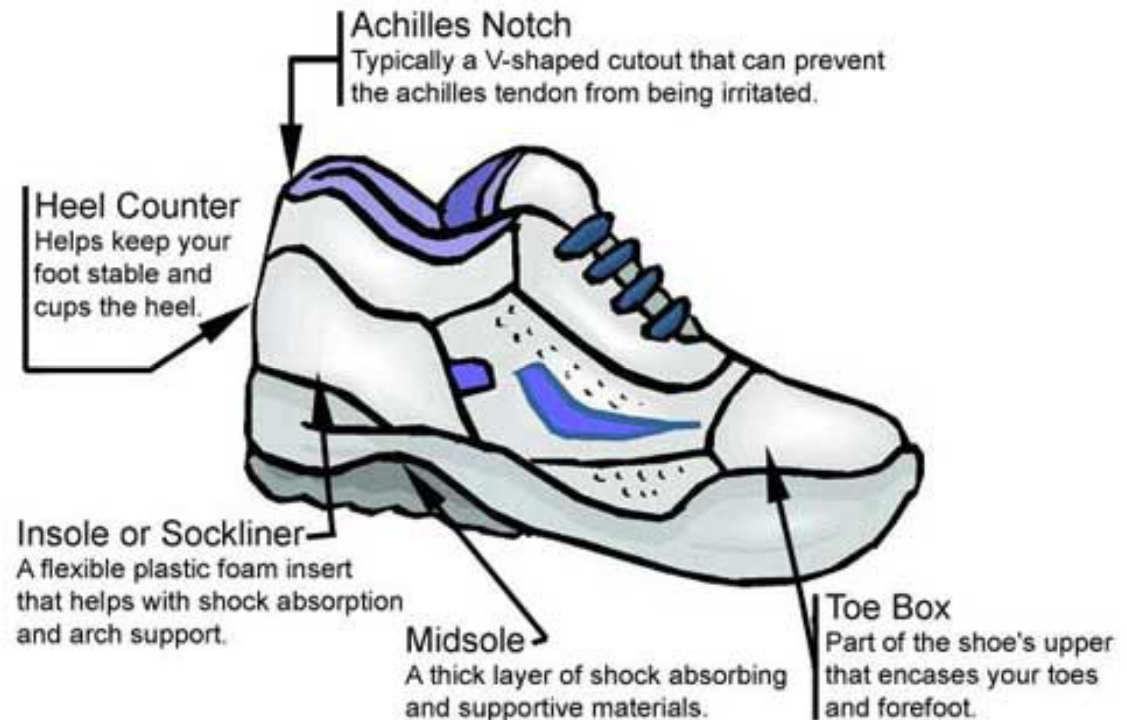 Achilles Notch
Typically a V-shaped cutout that can prevent
the achilles tendon from being irritated.
Heel Counter
Helps keep your
foot stable and
cups the heel.
Insole or Sockliner
A flexible plastic foam insert
that helps with shock absorption
and arch support.
Midsole
A thick layer of shock absorbing
and supportive materials.
Toe Box
Part of the shoe's upper
that encases your toes
and forefoot.